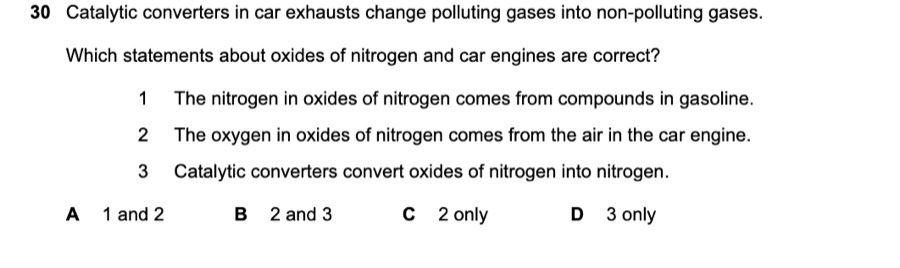 30 Catalytic converters in car exhausts change polluting gases into non-polluting gases.
Which statements about oxides of nitrogen and car engines are correct?
1 The nitrogen in oxides of nitrogen comes from compounds in gasoline.
2 The oxygen in oxides of nitrogen comes from the air in the car engine.
3 Catalytic converters convert oxides of nitrogen into nitrogen.
A 1 and 2 B 2 and 3 C 2 only D 3 only